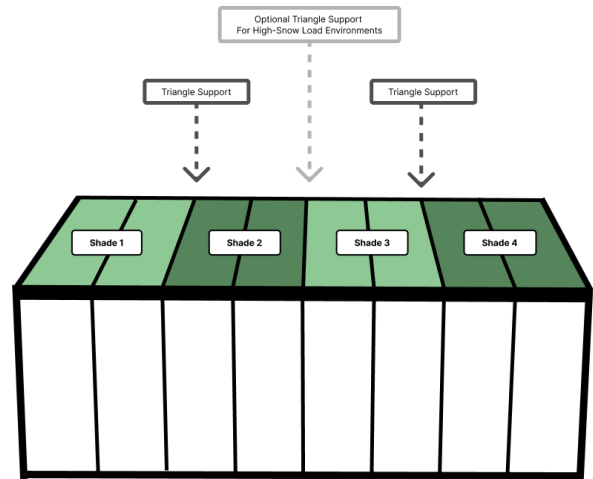 Optional Triangle Support
For High-Snow Load Environments
Triangle Support
Triangle Support
Shade 1
Shade 2
Shade 3
Shade 4